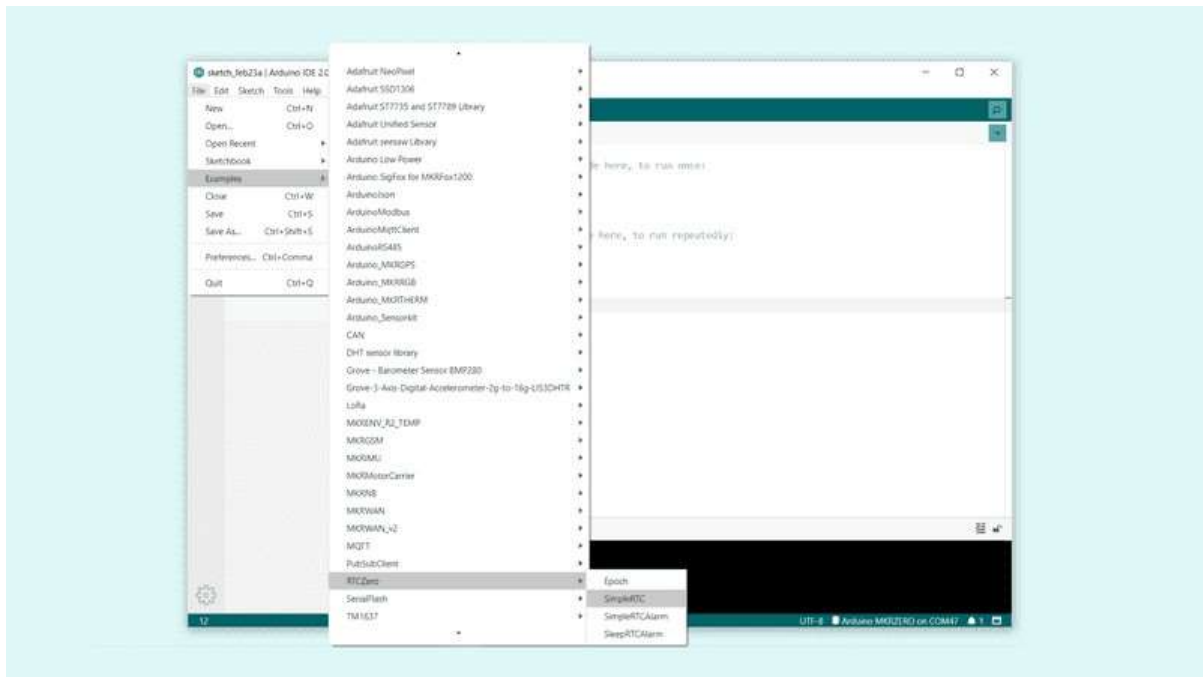 sketch_feb23a | Arduino IDE 2.0
File Edit Sketch Tools Help
New Ctrl+N
Open... Ctrl+O
Open Recent
Sketchbook
Examples
Close Ctrl+W
Save Ctrl+S
Save As... Ctrl+Shift+S
Preferences... Ctrl+Comma
Quit Ctrl+Q
Adafruit NeoPixel
Adafruit SSD1306
Adafruit ST7735 and ST7789 Library
Adafruit Unified Sensor
Adafruit seesaw Library
Arduino Low Power
Arduino SigFox for MKRFox1200
ArduinoJson
ArduinoModbus
ArduinoMqttClient
ArduinoRS485
Arduino_MKRGPS
Arduino_MKRRGB
Arduino_MKRTHERM
Arduino_Sensorkit
CAN
DHT sensor library
Grove - Barometer Sensor BMP280
Grove-3-Axis-Digital-Accelerometer-2g-to-16g-LIS3DHTR
LoRa
MKRENV_R2_TEMP
MKRGSM
MKRIMU
MKRMotorCarrier
MKRNB
MKRWAN
MKRWAN_v2
MQTT
PubSubClient
RTCZero
SerialFlash
TM1637
Epoch
SimpleRTC
SimpleRTCAlarm
SleepRTCAlarm
de here, to run once:
here, to run repeatedly:
12
UTF-8 Arduino MKRZERO on COM47 1